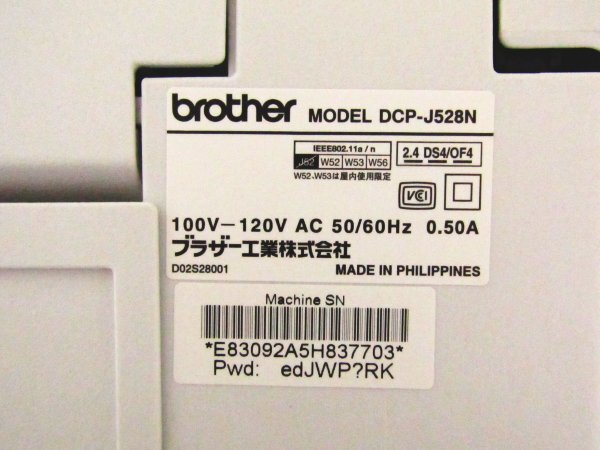 brother MODEL DCP-J528N
IEEE802.11a/n
J52 W52 W53 W56
2.4 DS4/OF4
W52、W53は屋内使用限定
VCI
100V－120V AC 50/60Hz 0.50A
ブラザー工業株式会社
D02S28001 MADE IN PHILIPPINES
Machine SN
*E83092A5H837703*
Pwd: edJWP?RK